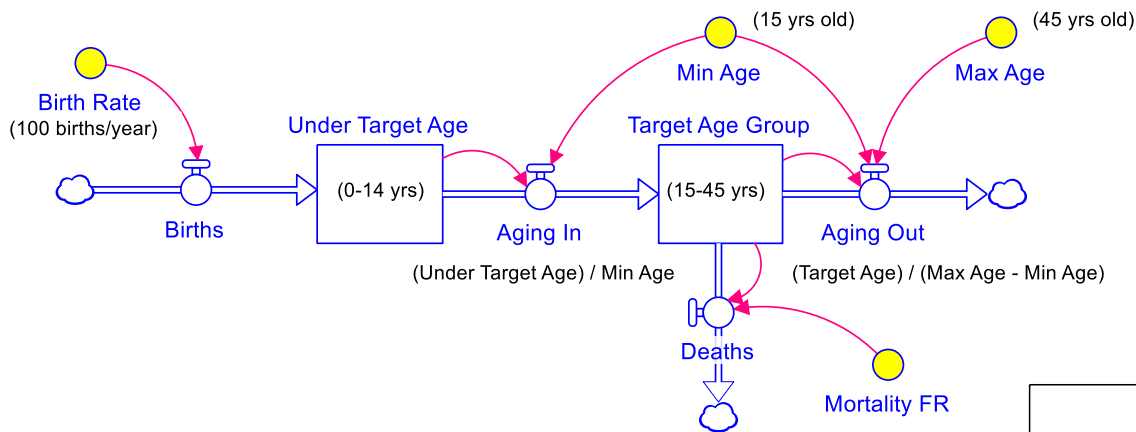 (15 yrs old)
(45 yrs old)
Min Age
Max Age
Birth Rate
(100 births/year)
Under Target Age
Target Age Group
(0-14 yrs)
(15-45 yrs)
Births
Aging In
Aging Out
(Under Target Age) / Min Age
(Target Age) / (Max Age - Min Age)
Deaths
Mortality FR